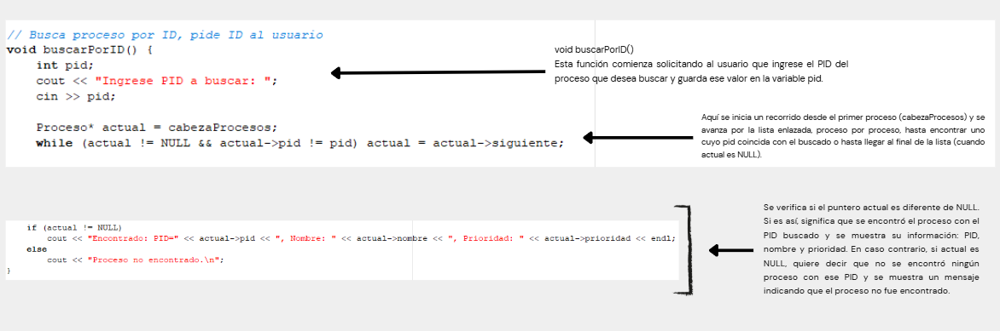 // Busca proceso por ID, pide ID al usuario
void buscarPorID() {
int pid;
cout << "Ingrese PID a buscar: ";
cin >> pid;
Proceso* actual = cabezaProcesos;
while (actual != NULL && actual->pid != pid) actual = actual->siguiente;
void buscarPorID()
Esta función comienza solicitando al usuario que ingrese el PID del
proceso que desea buscar y guarda ese valor en la variable pid.
Aquí se inicia un recorrido desde el primer proceso (cabezaProcesos) y se
avanza por la lista enlazada, proceso por proceso, hasta encontrar uno
cuyo pid coincida con el buscado o hasta llegar al final de la lista (cuando
actual es NULL).
if (actual != NULL)
cout << "Encontrado: PID=" << actual->pid << ", Nombre: " << actual->nombre << ", Prioridad: " << actual->prioridad << endl;
else
cout << "Proceso no encontrado.\n";
}
Se verifica si el puntero actual es diferente de NULL.
Si es así, significa que se encontró el proceso con el
PID buscado y se muestra su información: PID,
nombre y prioridad. En caso contrario, si actual es
NULL, quiere decir que no se encontró ningún
proceso con ese PID y se muestra un mensaje
indicando que el proceso no fue encontrado.